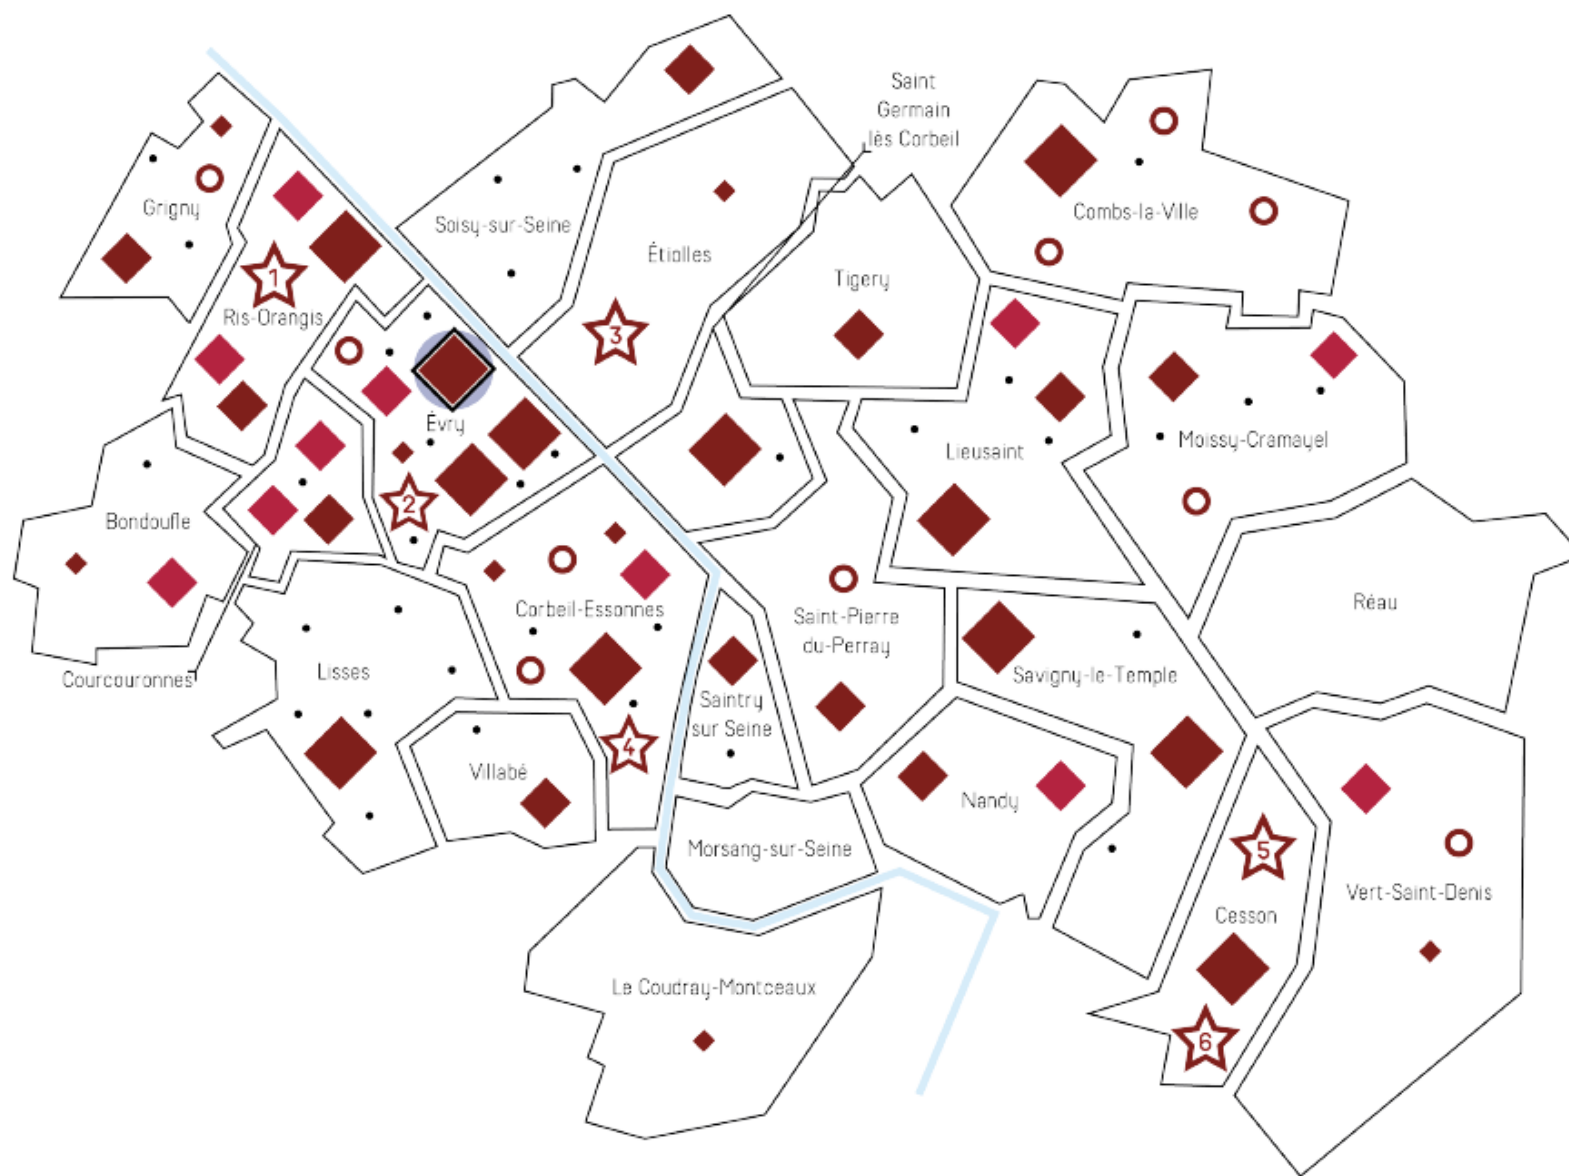 Saint
Germain
lès Corbeil
Grigny
Soisy-sur-Seine
Combs-la-Ville
Étiolles
1
Tigery
Ris-Orangis
3
Évry
Lieusaint
Moissy-Cramayel
2
Bondoufle
Corbeil-Essonnes
Saint-Pierre
du-Perray
Réau
Courcouronnes
Lisses
Savigny-le-Temple
Saintry
sur Seine
4
Villabé
Nandy
Morsang-sur-Seine
5
Vert-Saint-Denis
Cesson
Le Coudray-Montceaux
6